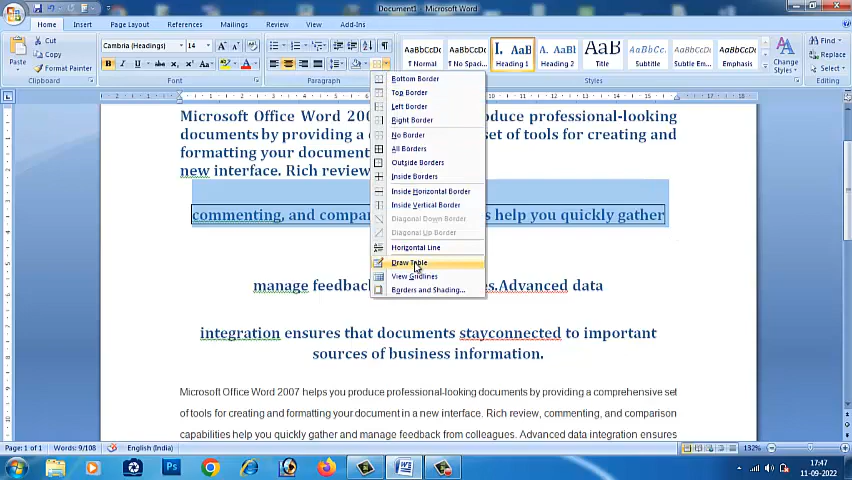 Document1 - Microsoft Word
Home Insert Page Layout References Mailings Review View Add-Ins
Cut
Copy
Format Painter
Paste
Clipboard
Cambria (Headings) 14
Font
Paragraph
AaBbCcDc AaBbCcDc AaBb AaBbCc AaB AaBbCc. AaBbCcDc
Normal No Spaci... Heading 1 Heading 2 Title Subtitle Subtle Em... Emphasis
Change Styles
Styles
Find
Replace
Select
Editing
Bottom Border
Top Border
Left Border
Right Border
No Border
All Borders
Outside Borders
Inside Borders
Inside Horizontal Border
Inside Vertical Border
Diagonal Down Border
Diagonal Up Border
Horizontal Line
Draw Table
View Gridlines
Borders and Shading...
Microsoft Office Word 200 produce professional-looking
documents by providing a set of tools for creating and
formatting your document
new interface. Rich review
commenting, and compar s help you quickly gather
manage feedback s.Advanced data
integration ensures that documents stayconnected to important
sources of business information.
Microsoft Office Word 2007 helps you produce professional-looking documents by providing a comprehensive set
of tools for creating and formatting your document in a new interface. Rich review, commenting, and comparison
capabilities help you quickly gather and manage feedback from colleagues. Advanced data integration ensures
Page: 1 of 1 Words: 9/108 English (India) 132%
17:47
11-09-2022